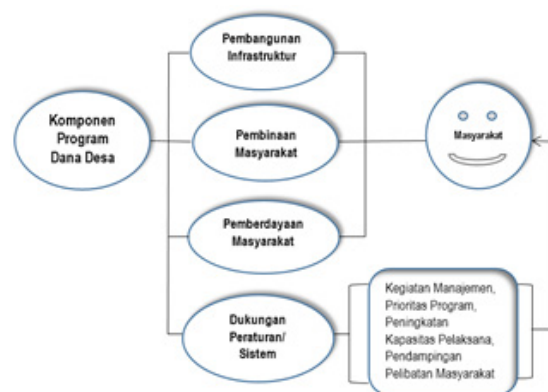 Pembangunan
Infrastruktur
Komponen
Program
Dana Desa
Pembinaan
Masyarakat
Masyarakat
Pemberdayaan
Masyarakat
Dukungan
Peraturan/
Sistem
Kegiatan Manajemen,
Prioritas Program,
Peningkatan
Kapasitas Pelaksana,
Pendampingan
Pelibatan Masyarakat